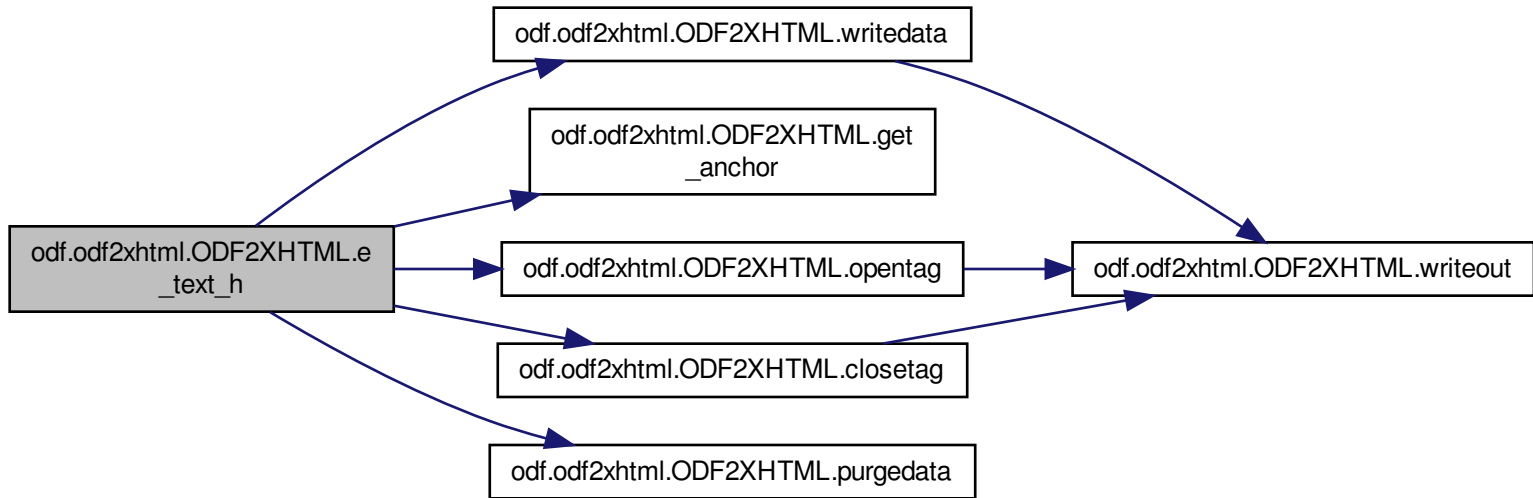 odf.odf2xhtml.ODF2XHTML.e
_text_h
odf.odf2xhtml.ODF2XHTML.writedata
odf.odf2xhtml.ODF2XHTML.get
_anchor
odf.odf2xhtml.ODF2XHTML.opentag
odf.odf2xhtml.ODF2XHTML.closetag
odf.odf2xhtml.ODF2XHTML.purgedata
odf.odf2xhtml.ODF2XHTML.writeout